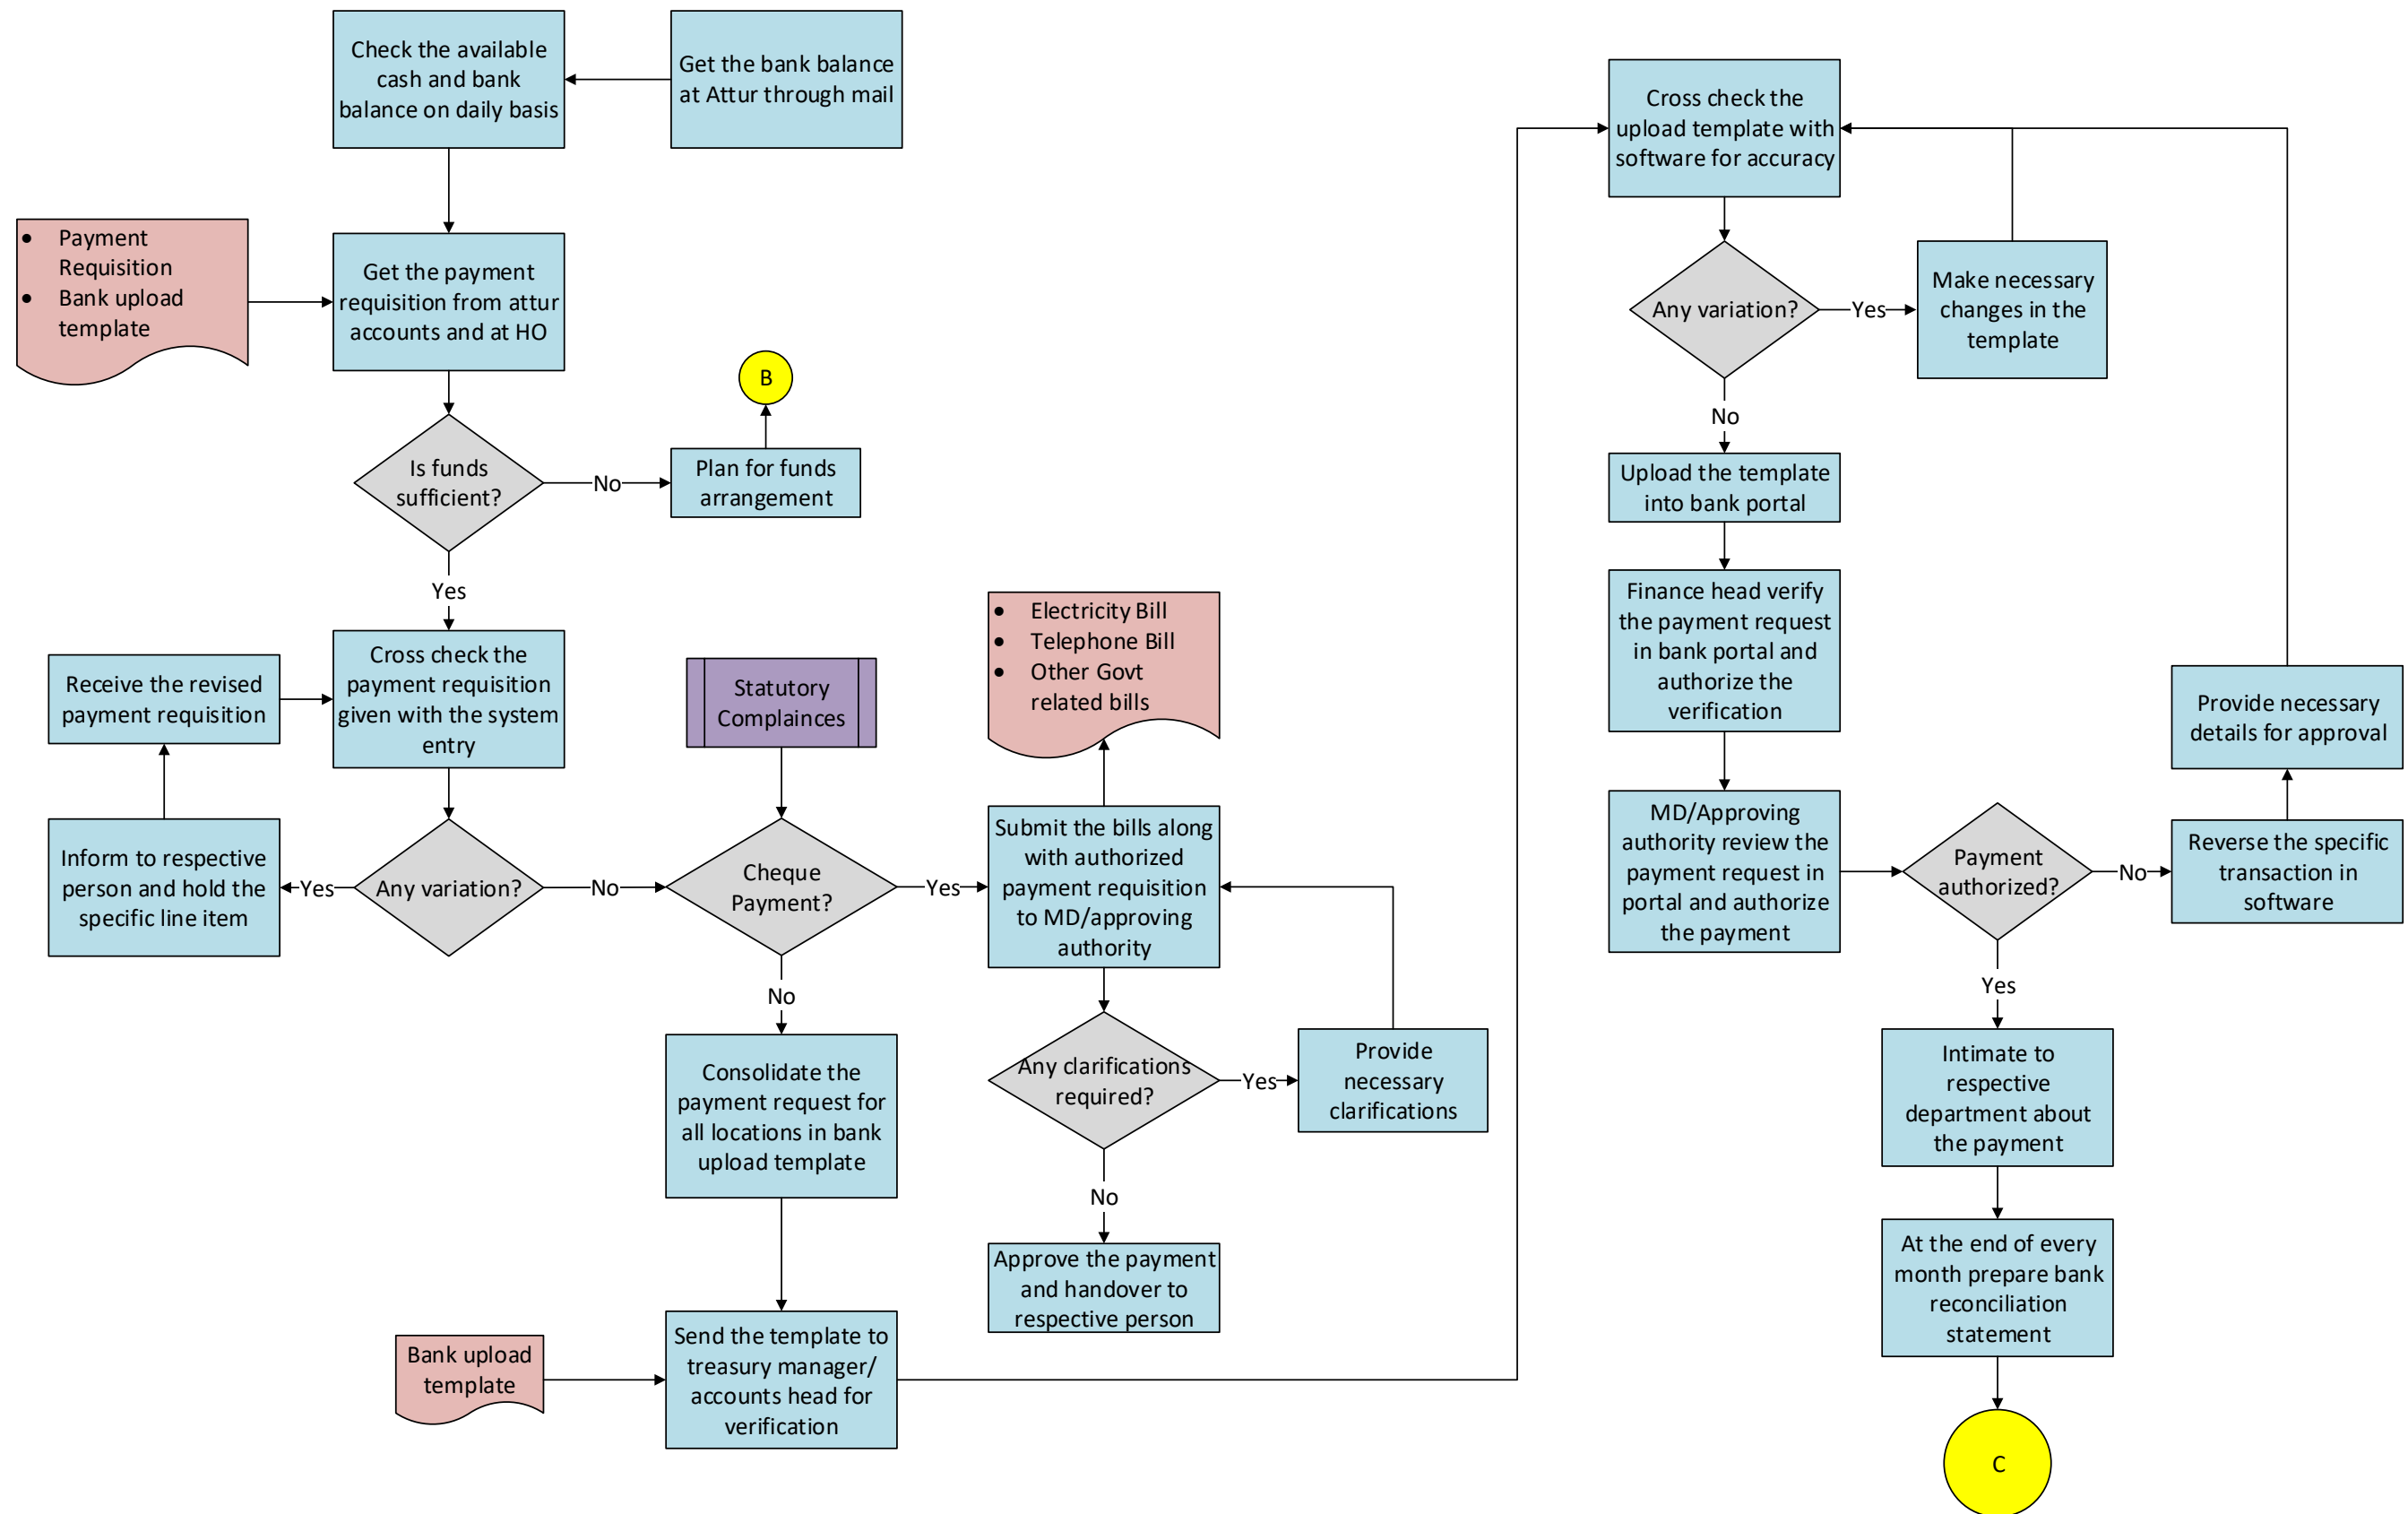 Check the available
cash and bank
balance on daily basis
Get the bank balance
at Attur through mail
• Payment
Requisition
• Bank upload
template
Get the payment
requisition from attur
accounts and at HO
B
Is funds
sufficient?
No
Plan for funds
arrangement
Yes
Receive the revised
payment requisition
Cross check the
payment requisition
given with the system
entry
Statutory
Complainces
• Electricity Bill
• Telephone Bill
• Other Govt
related bills
Inform to respective
person and hold the
specific line item
Yes
Any variation?
No
Cheque
Payment?
Yes
Submit the bills along
with authorized
payment requisition
to MD/approving
authority
No
Consolidate the
payment request for
all locations in bank
upload template
Any clarifications
required?
Yes
Provide
necessary
clarifications
No
Approve the payment
and handover to
respective person
Bank upload
template
Send the template to
treasury manager/
accounts head for
verification
Cross check the
upload template with
software for accuracy
Any variation?
Yes
Make necessary
changes in the
template
No
Upload the template
into bank portal
Finance head verify
the payment request
in bank portal and
authorize the
verification
Provide necessary
details for approval
MD/Approving
authority review the
payment request in
portal and authorize
the payment
Payment
authorized?
No
Reverse the specific
transaction in
software
Yes
Intimate to
respective
department about
the payment
At the end of every
month prepare bank
reconciliation
statement
C